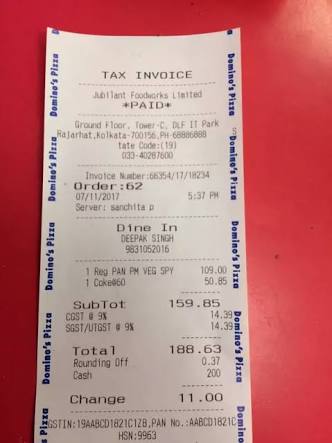 TAX INVOICE
Jubilant Foodworks Limited
*PAID*
Ground Floor, Tower-C, DLF IT Park
Rajarhat,Kolkata-700156,PH-68886888 S
tate Code:(19)
033-40287600
Invoice Number:66354/17/18234
Order:62
07/11/2017 5:37 PM
Server: sanchita p
Dine In
DEEPAK SINGH
9831052016
1 Reg PAN PM VEG SPY 109.00
1 Coke@60 50.85
SubTot 159.85
CGST @ 9% 14.39
SGST/UTGST @ 9% 14.39
Total 188.63
Rounding Off 0.37
Cash 200
Change 11.00
GSTIN:19AABCD1821C1ZB,PAN No.:AABCD1821C
HSN:9963
Domino's Pizza
Domino's Pizza
Domino's Pizza
Domino's Pizza
Domino's Pizza
Domino's Pizza
Domino's Pizza
Domino's Pizza